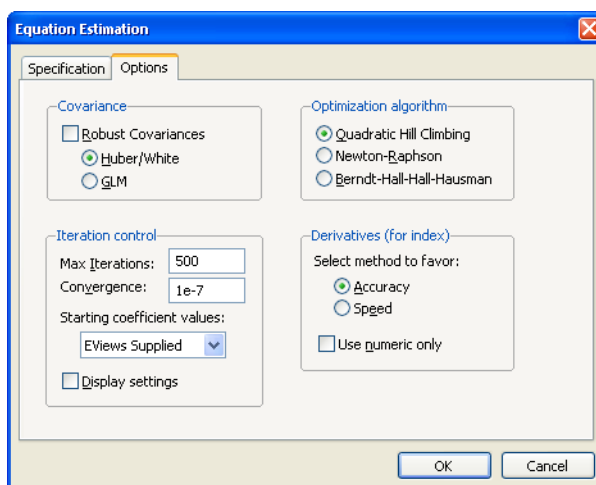 Equation Estimation
Specification
Options
Covariance
Robust Covariances
Huber/White
GLM
Optimization algorithm
Quadratic Hill Climbing
Newton-Raphson
Berndt-Hall-Hall-Hausman
Iteration control
Max Iterations: 500
Convergence: 1e-7
Starting coefficient values:
EViews Supplied
Display settings
Derivatives (for index)
Select method to favor:
Accuracy
Speed
Use numeric only
OK
Cancel